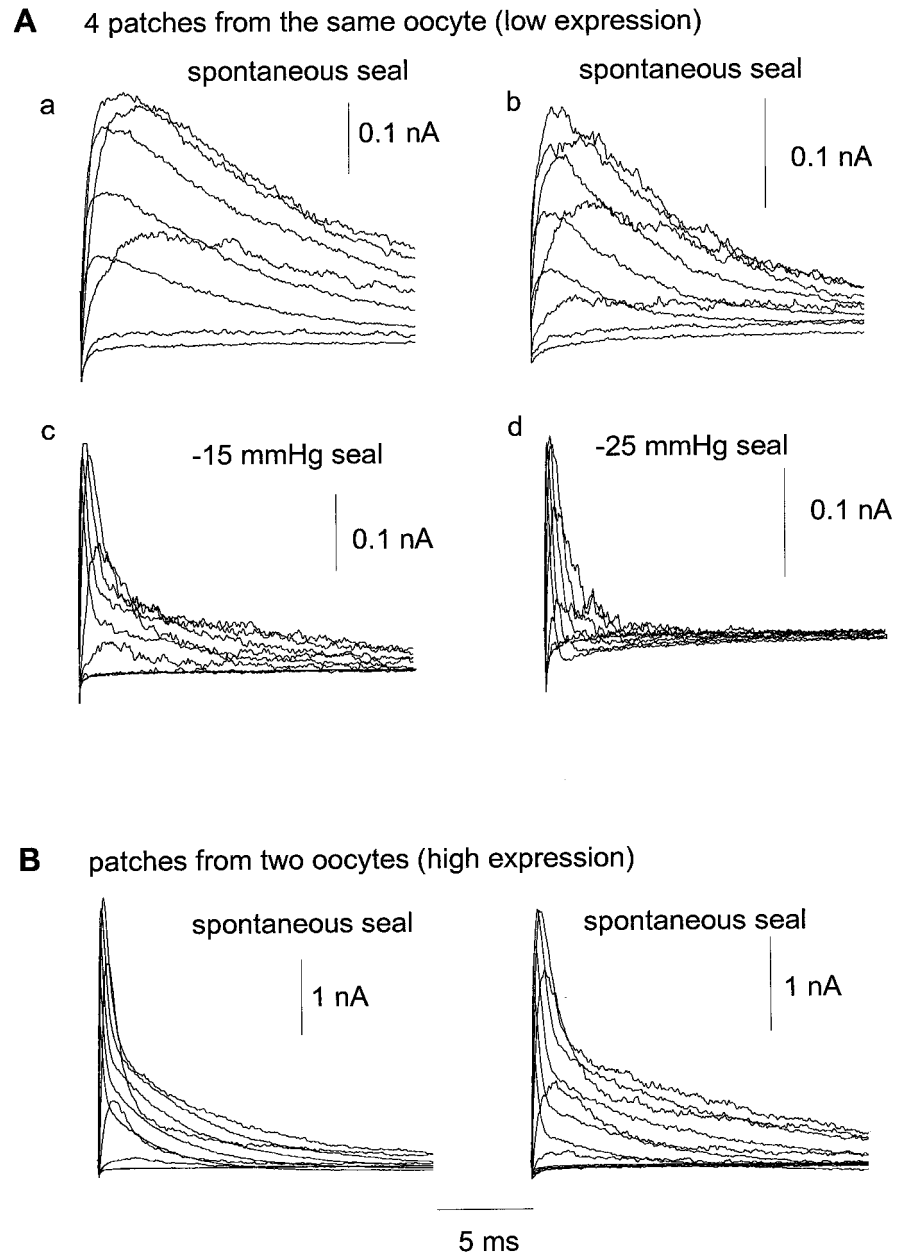 A 4 patches from the same oocyte (low expression)
spontaneous seal
a
0.1 nA
spontaneous seal
b
0.1 nA
c
-15 mmHg seal
0.1 nA
d
-25 mmHg seal
0.1 nA
B patches from two oocytes (high expression)
spontaneous seal
1 nA
spontaneous seal
1 nA
5 ms